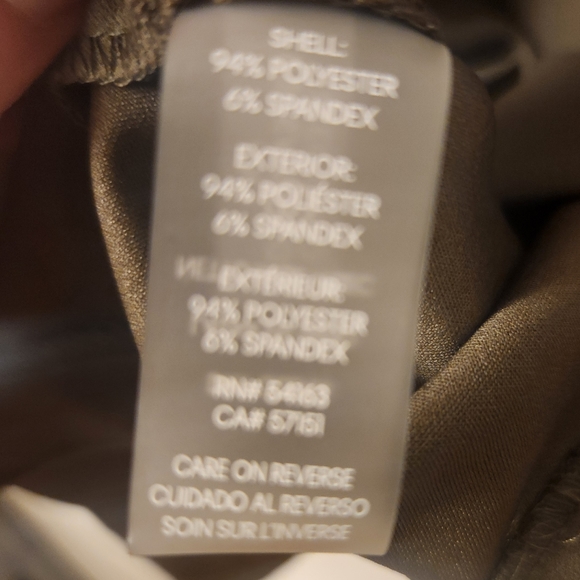 SHELL:
94% POLYESTER
6% SPANDEX
EXTERIOR:
94% POLIÉSTER
6% SPANDEX
EXTÉRIEUR:
94% POLYESTER
6% SPANDEX
RN# 54163
CA# 57151
CARE ON REVERSE
CUIDADO AL REVERSO
SOIN SUR L'INVERSE